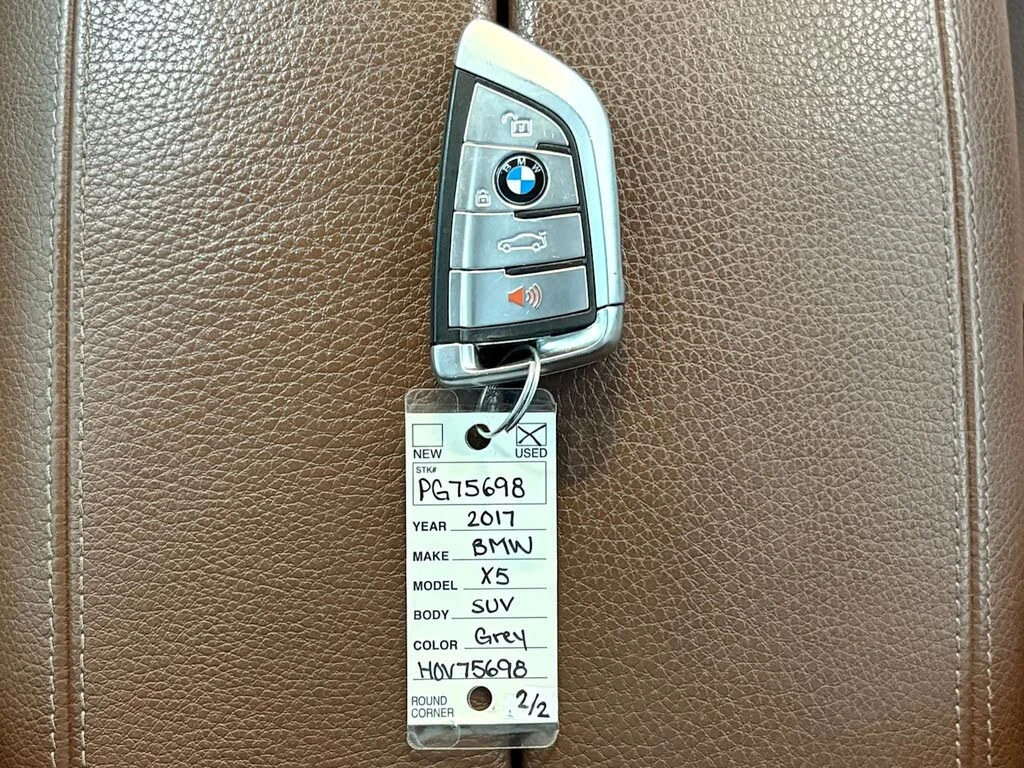 BMW
NEW
USED
STK#
PG75698
YEAR 2017
MAKE BMW
MODEL X5
BODY SUV
COLOR Grey
HOV75698
ROUND
CORNER
2/2